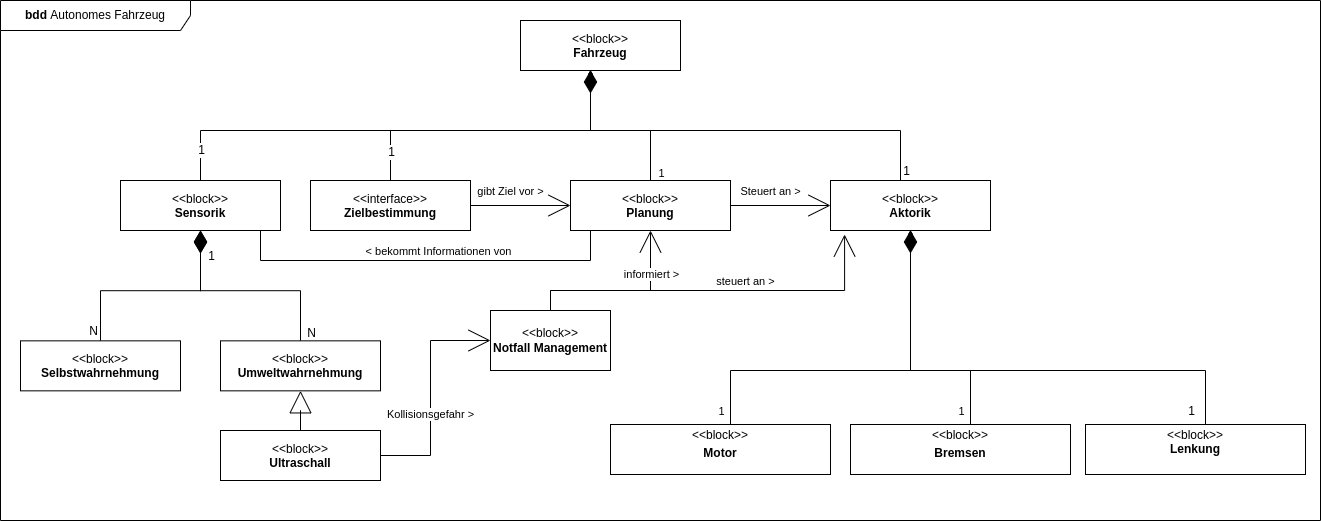 bdd Autonomes Fahrzeug
<<block>>
Fahrzeug
1
1
1
1
<<block>>
Sensorik
<<interface>>
Zielbestimmung
gibt Ziel vor >
<<block>>
Planung
Steuert an >
<<block>>
Aktorik
< bekommt Informationen von
1
informiert >
steuert an >
N
N
<<block>>
Selbstwahrnehmung
<<block>>
Umweltwahrnehmung
<<block>>
Notfall Management
Kollisionsgefahr >
<<block>>
Ultraschall
1
1
1
<<block>>
Motor
<<block>>
Bremsen
<<block>>
Lenkung